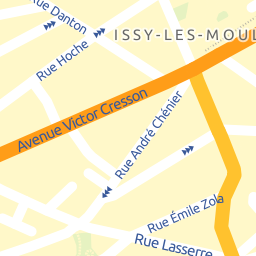 Rue Danton
ISSY-LES-MOUL
Rue Hoche
Avenue Victor Cresson
Rue André Chénier
Rue Émile Zola
Rue Lasserre